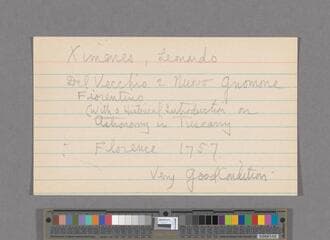 Ximenes, Leonardo
Del Vecchio e Nuovo Gnomone
Fiorentino
(With a Historical Introduction on
Astronomy in Tuscany
Florence 1757.
Very Good Condition.